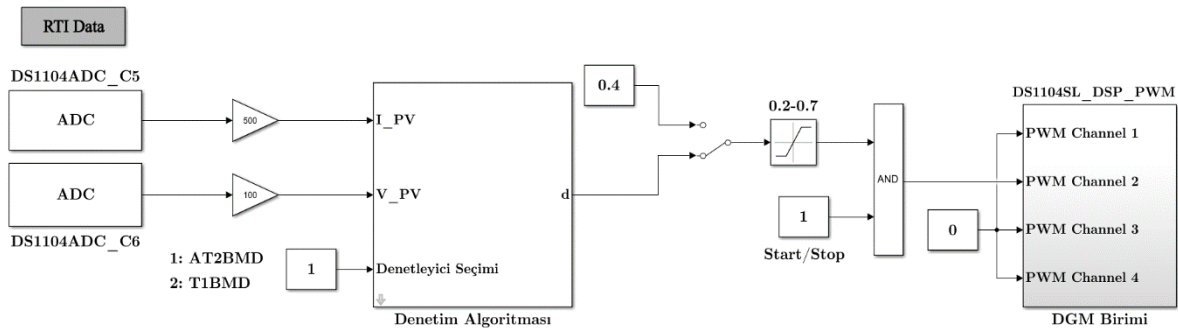 RTI Data
DS1104ADC_C5
ADC
500
I_PV
ADC
DS1104ADC_C6
100
V_PV
1: AT2BMD
2: T1BMD
1
Denetleyici Seçimi
d
Denetim Algoritması
0.4
0.2-0.7
1
Start/Stop
AND
0
DS1104SL_DSP_PWM
PWM Channel 1
PWM Channel 2
PWM Channel 3
PWM Channel 4
DGM Birimi